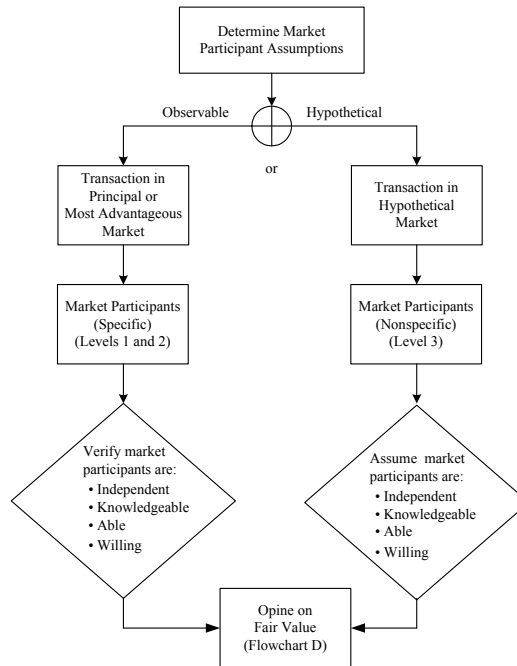 Determine Market
Participant Assumptions
Observable
Hypothetical
or
Transaction in
Principal or
Most Advantageous
Market
Transaction in
Hypothetical
Market
Market Participants
(Specific)
(Levels 1 and 2)
Market Participants
(Nonspecific)
(Level 3)
Verify market
participants are:
• Independent
• Knowledgeable
• Able
• Willing
Assume market
participants are:
• Independent
• Knowledgeable
• Able
• Willing
Opine on
Fair Value
(Flowchart D)